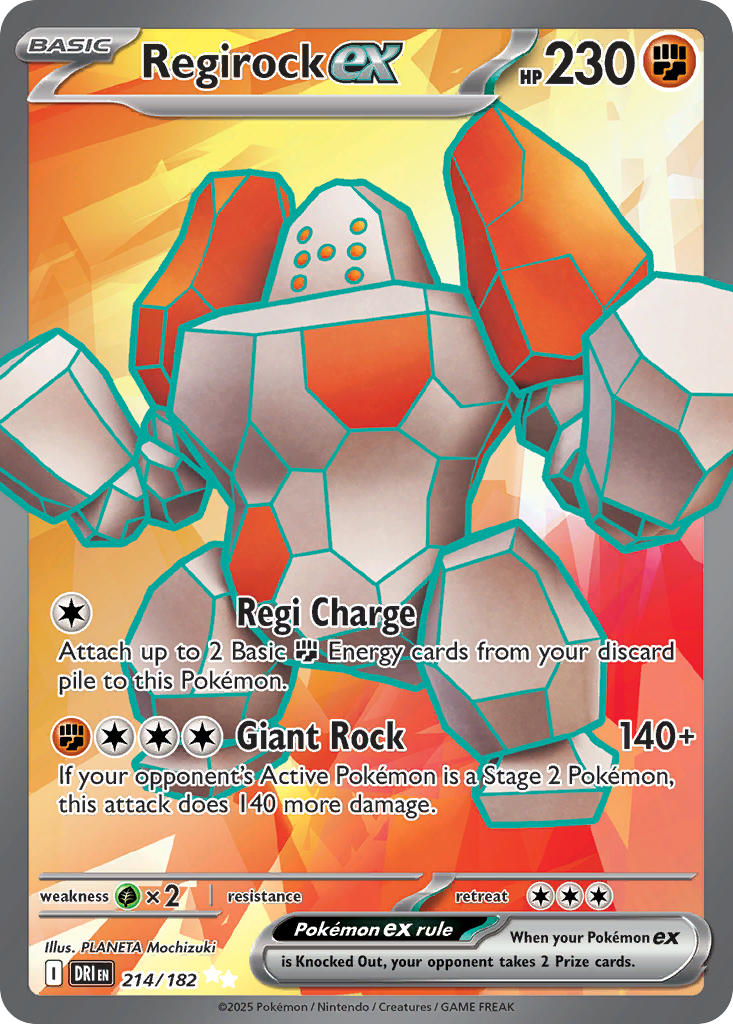 BASIC
Regirock ex HP 230
Regi Charge
Attach up to 2 Basic Energy cards from your discard
pile to this Pokémon.
Giant Rock 140+
If your opponent's Active Pokémon is a Stage 2 Pokémon,
this attack does 140 more damage.
weakness ×2 resistance retreat
Illus. PLANETA Mochizuki
Pokémon ex rule When your Pokémon ex
is Knocked Out, your opponent takes 2 Prize cards.
I DRI EN 214/182
©2025 Pokémon / Nintendo / Creatures / GAME FREAK